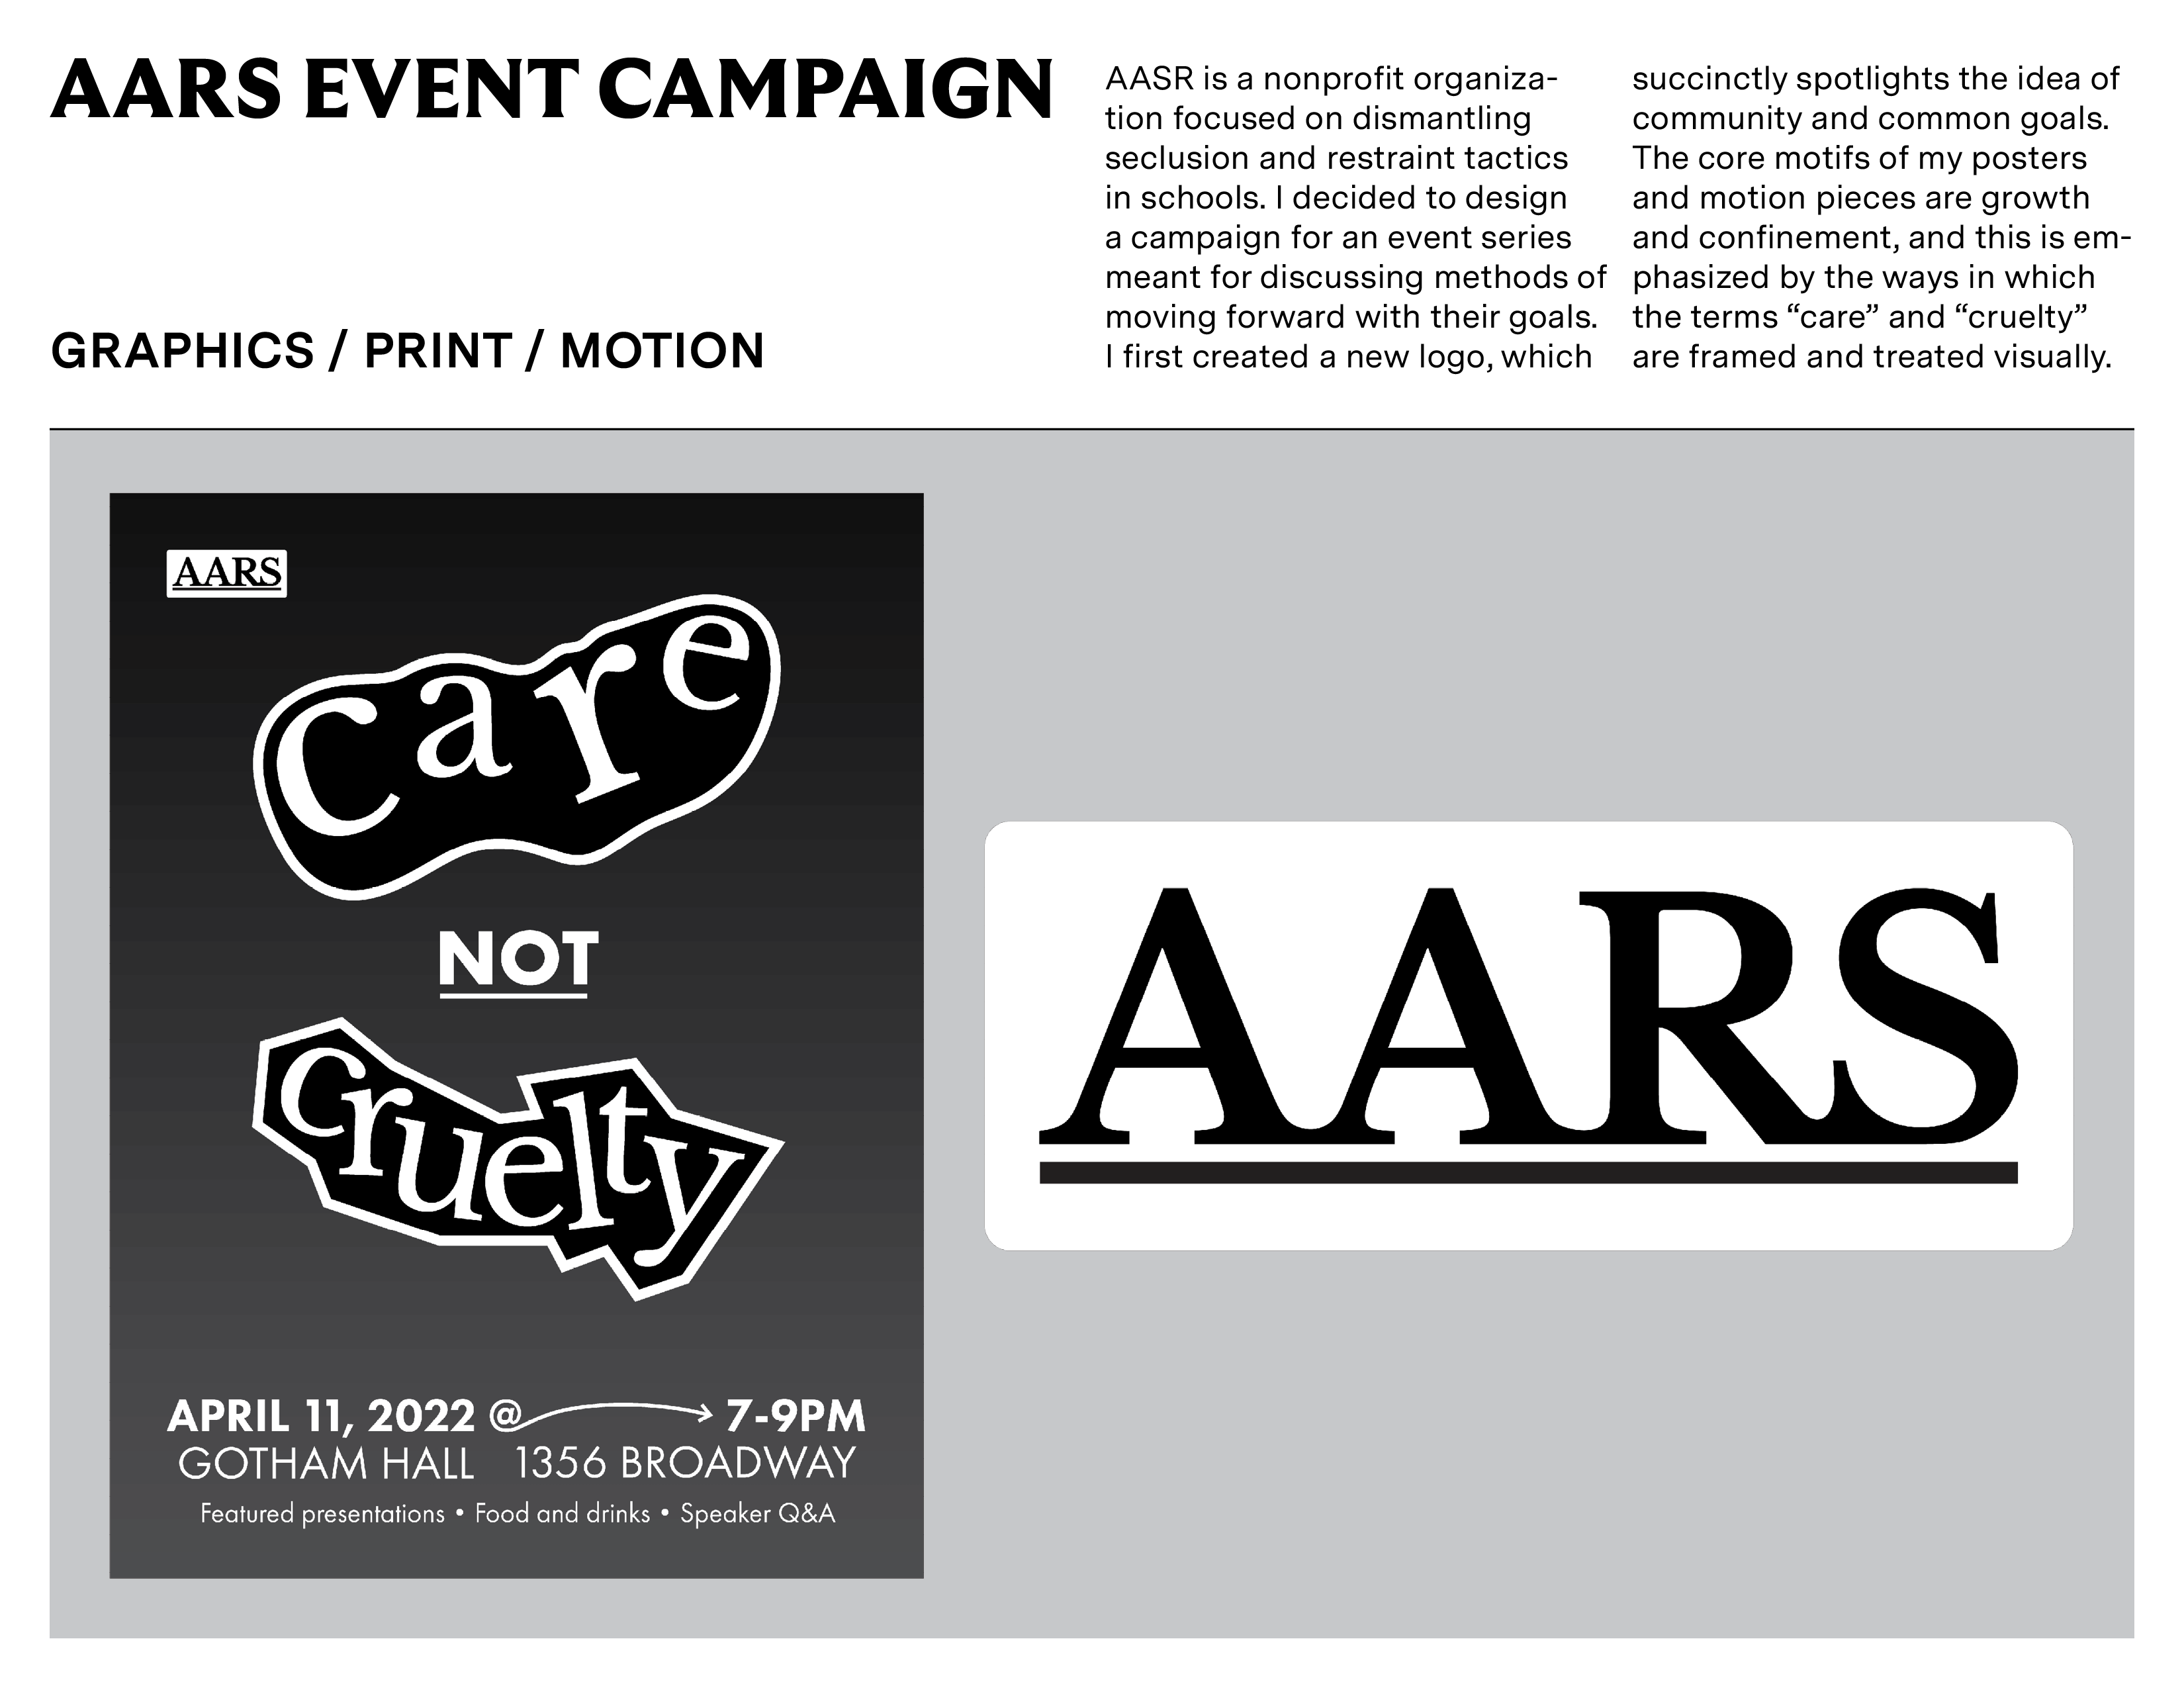 AARS EVENT CAMPAIGN
GRAPHICS / PRINT / MOTION
AASR is a nonprofit organiza-
tion focused on dismantling
seclusion and restraint tactics
in schools. I decided to design
a campaign for an event series
meant for discussing methods of
moving forward with their goals.
I first created a new logo, which
succinctly spotlights the idea of
community and common goals.
The core motifs of my posters
and motion pieces are growth
and confinement, and this is em-
phasized by the ways in which
the terms “care” and “cruelty”
are framed and treated visually.
AARS
care
NOT
cruelty
APRIL 11, 2022 @ 7-9PM
GOTHAM HALL 1356 BROADWAY
Featured presentations • Food and drinks • Speaker Q&A
AARS